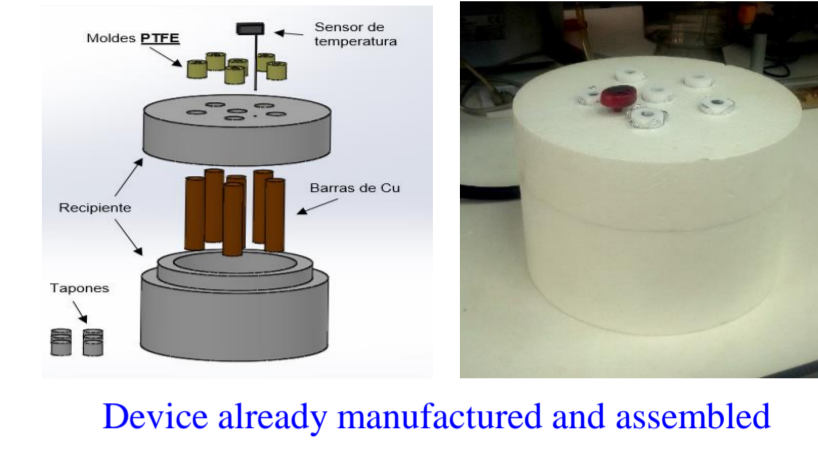 Moldes PTFE
Sensor de
temperatura
Barras de Cu
Recipiente
Tapones
Device already manufactured and assembled